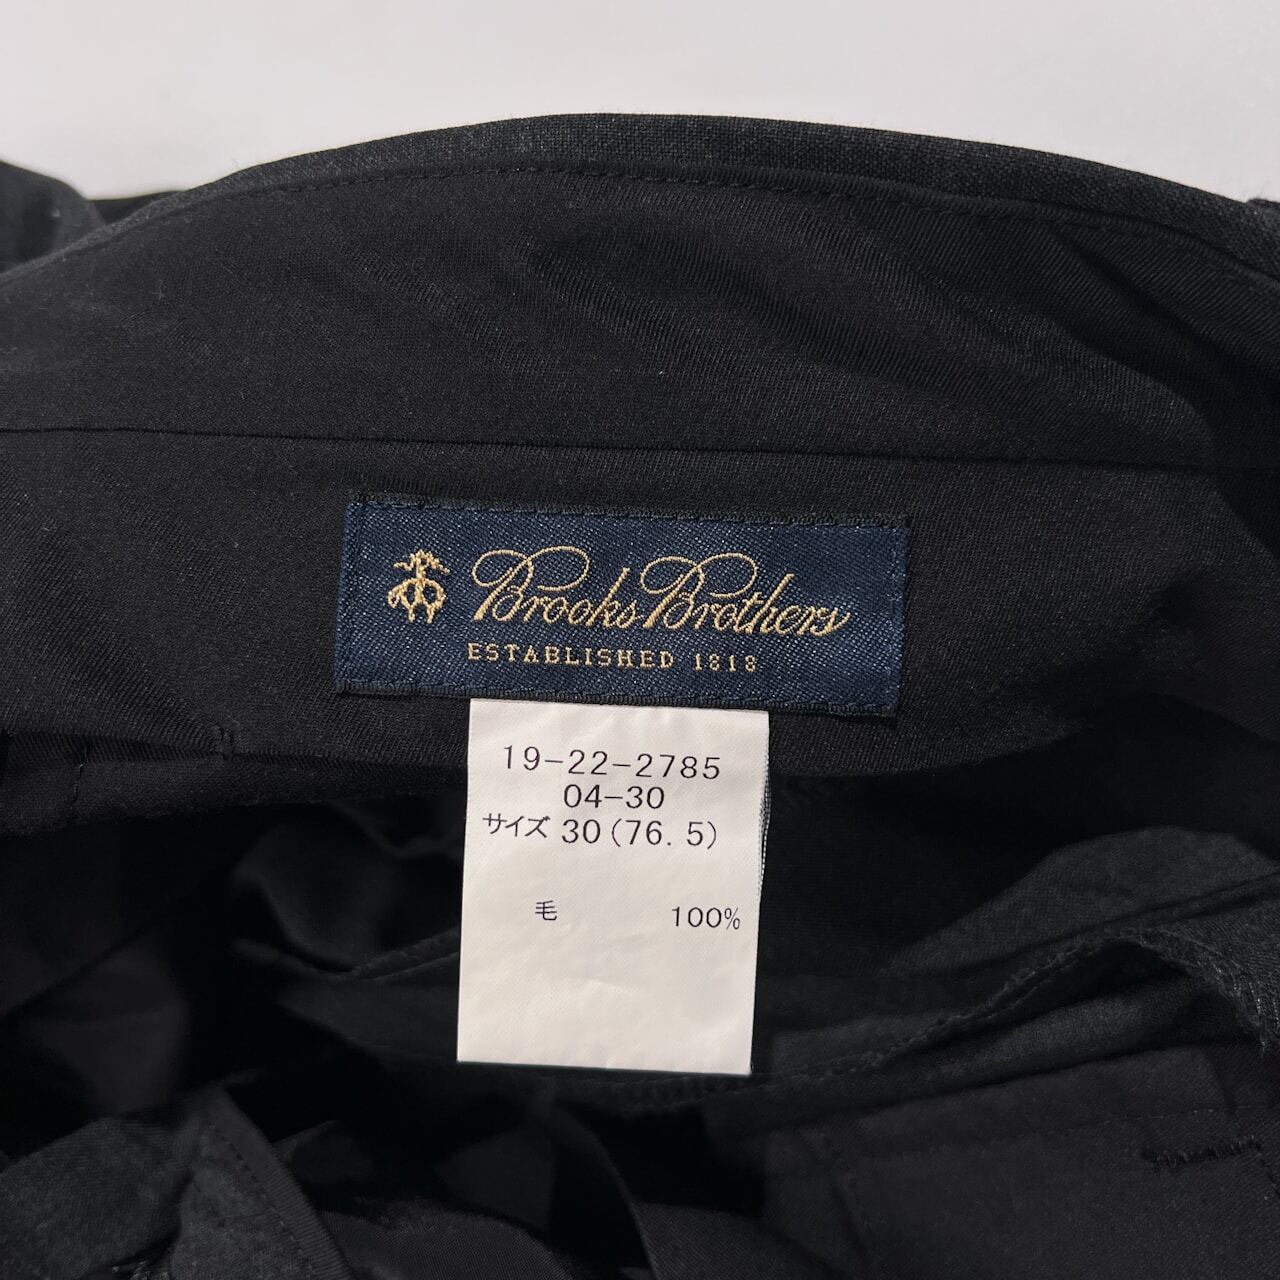 Brooks Brothers
ESTABLISHED 1818
19-22-2785
04-30
サイズ 30(76.5)
毛 100%